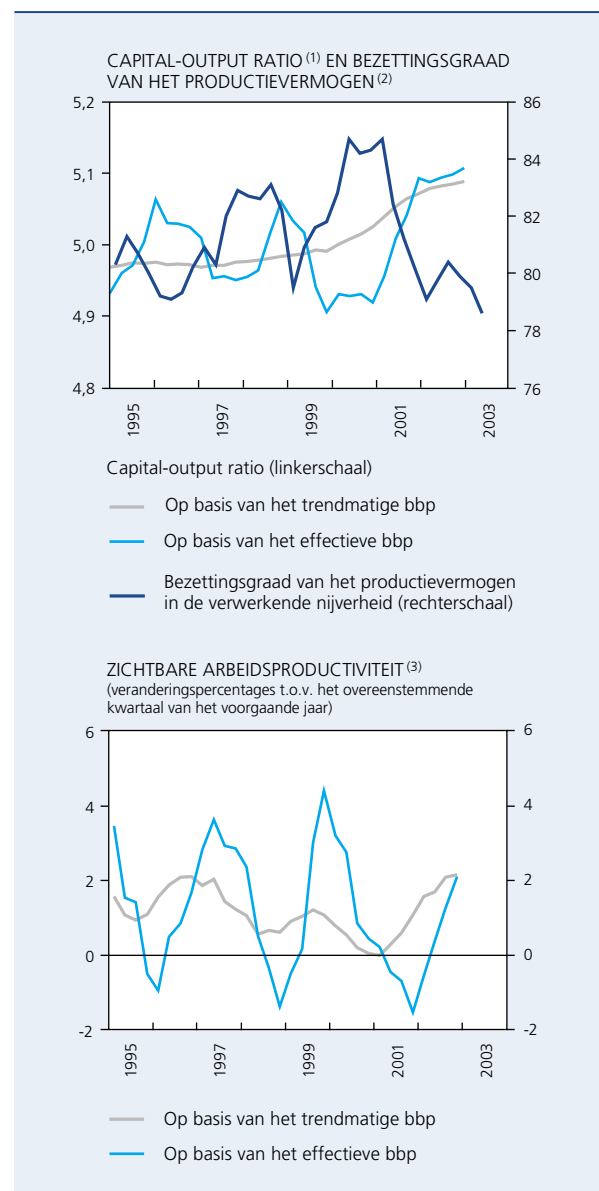 CAPITAL-OUTPUT RATIO (1) EN BEZETTINGSGRAAD
VAN HET PRODUCTIEVERMOGEN (2)
5,2 86
5,1 84
82
5,0
80
4,9
78
4,8 76
1995 1997 1999 2001 2003
Capital-output ratio (linkerschaal)
Op basis van het trendmatige bbp
Op basis van het effectieve bbp
Bezettingsgraad van het productievermogen
in de verwerkende nijverheid (rechterschaal)
ZICHTBARE ARBEIDSPRODUCTIVITEIT (3)
(veranderingspercentages t.o.v. het overeenstemmende
kwartaal van het voorgaande jaar)
6 6
4 4
2 2
0 0
-2 -2
1995 1997 1999 2001 2003
Op basis van het trendmatige bbp
Op basis van het effectieve bbp